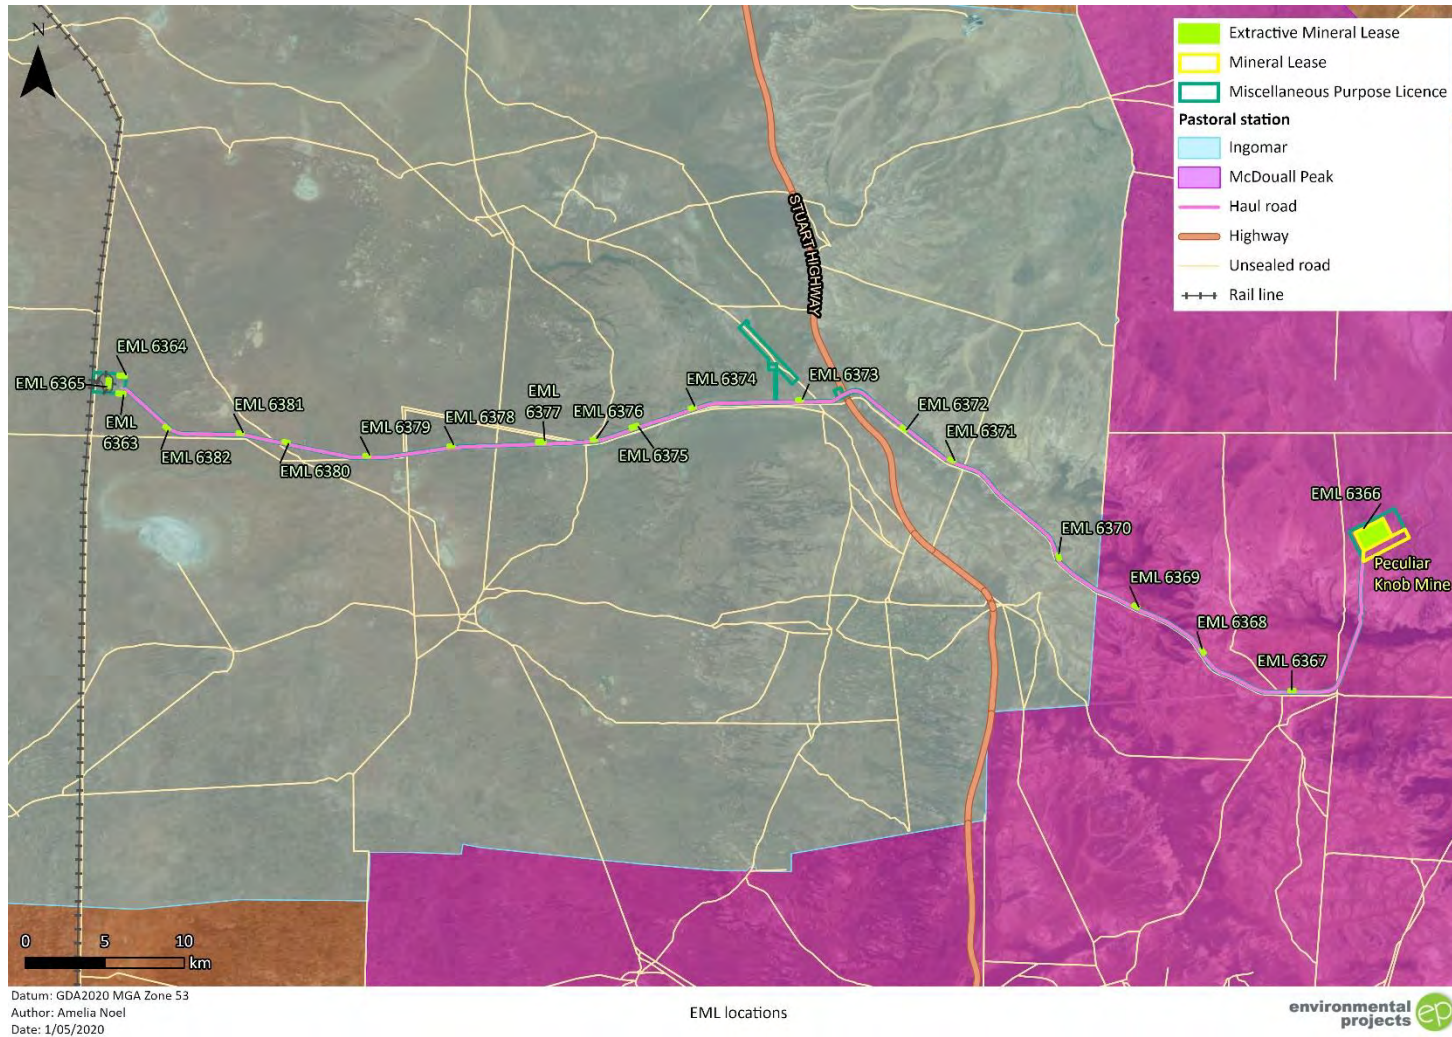 N
Extractive Mineral Lease
Mineral Lease
Miscellaneous Purpose Licence
Pastoral station
Ingomar
McDouall Peak
Haul road
Highway
Unsealed road
Rail line
STUART HIGHWAY
EML 6364
EML 6365
EML
6363
EML 6382
EML 6381
EML 6380
EML 6379
EML 6378
EML
6377
EML 6376
EML 6375
EML 6374
EML 6373
EML 6372
EML 6371
EML 6370
EML 6369
EML 6368
EML 6367
EML 6366
Peculiar
Knob Mine
0 5 10
km
Datum: GDA2020 MGA Zone 53
Author: Amelia Noel
Date: 1/05/2020
EML locations
environmental
projects
ep